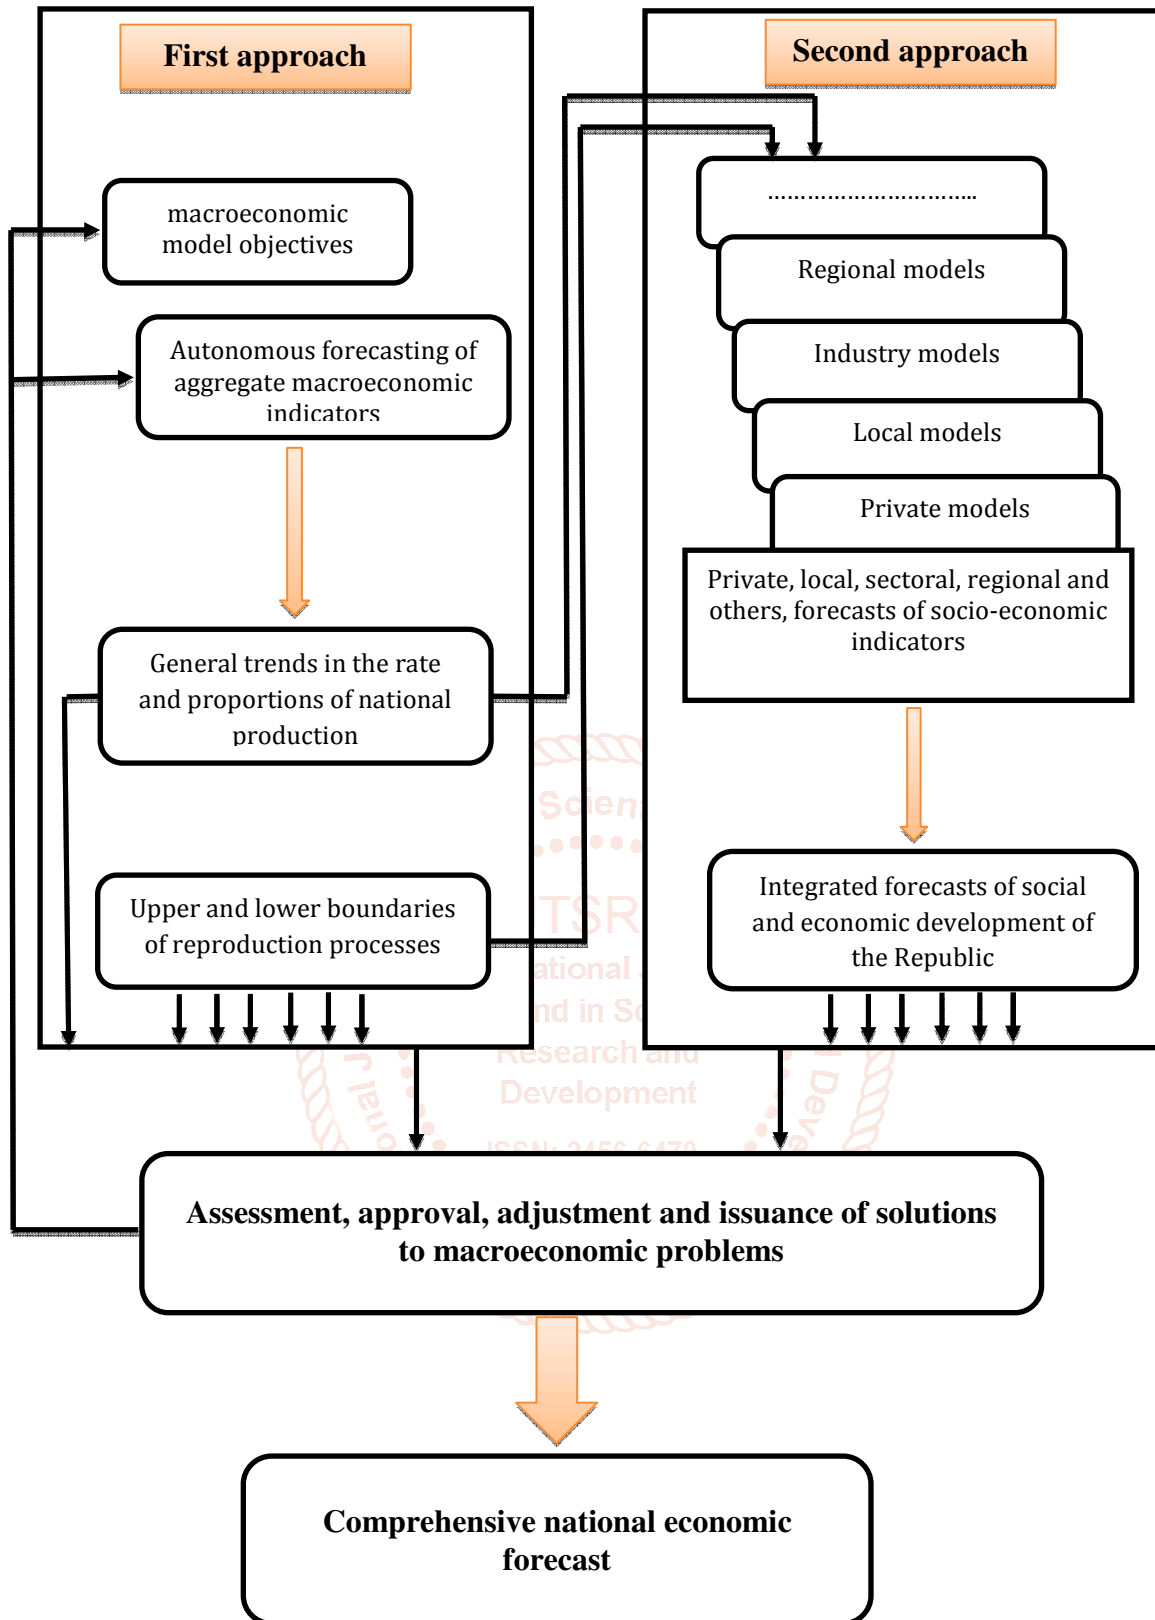 First approach
macroeconomic
model objectives
Autonomous forecasting of
aggregate macroeconomic
indicators
General trends in the rate
and proportions of national
production
Upper and lower boundaries
of reproduction processes
Second approach
…………………………..
Regional models
Industry models
Local models
Private models
Private, local, sectoral, regional and
others, forecasts of socio-economic
indicators
Integrated forecasts of social
and economic development of
the Republic
Research and
Development
Assessment, approval, adjustment and issuance of solutions
to macroeconomic problems
Comprehensive national economic
forecast